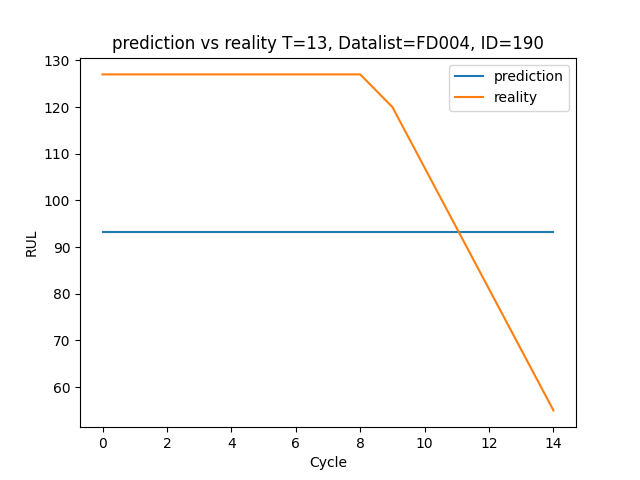 prediction vs reality T=13, Datalist=FD004, ID=190
130
120
110
100
90
80
70
60
RUL
prediction
reality
0 2 4 6 8 10 12 14
Cycle